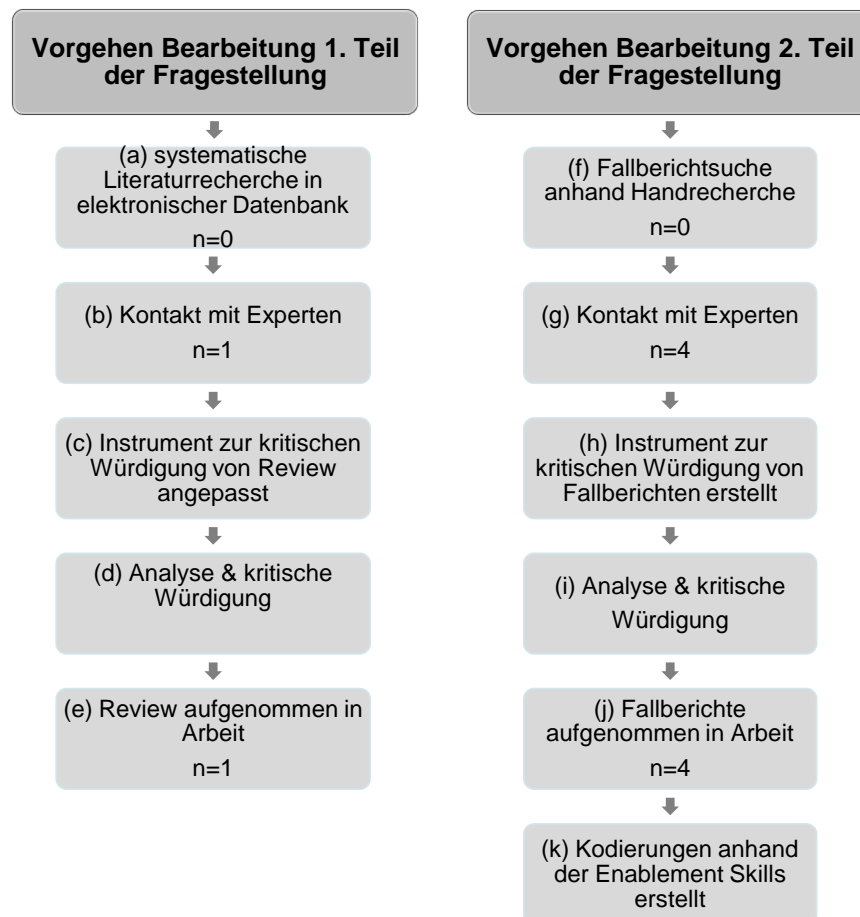 Vorgehen Bearbeitung 1. Teil
der Fragestellung
(a) systematische
Literaturrecherche in
elektronischer Datenbank
n=0
(b) Kontakt mit Experten
n=1
(c) Instrument zur kritischen
Würdigung von Review
angepasst
(d) Analyse & kritische
Würdigung
(e) Review aufgenommen in
Arbeit
n=1
Vorgehen Bearbeitung 2. Teil
der Fragestellung
(f) Fallberichtsuche
anhand Handrecherche
n=0
(g) Kontakt mit Experten
n=4
(h) Instrument zur
kritischen Würdigung von
Fallberichten erstellt
(i) Analyse & kritische
Würdigung
(j) Fallberichte
aufgenommen in Arbeit
n=4
(k) Kodierungen anhand
der Enablement Skills
erstellt